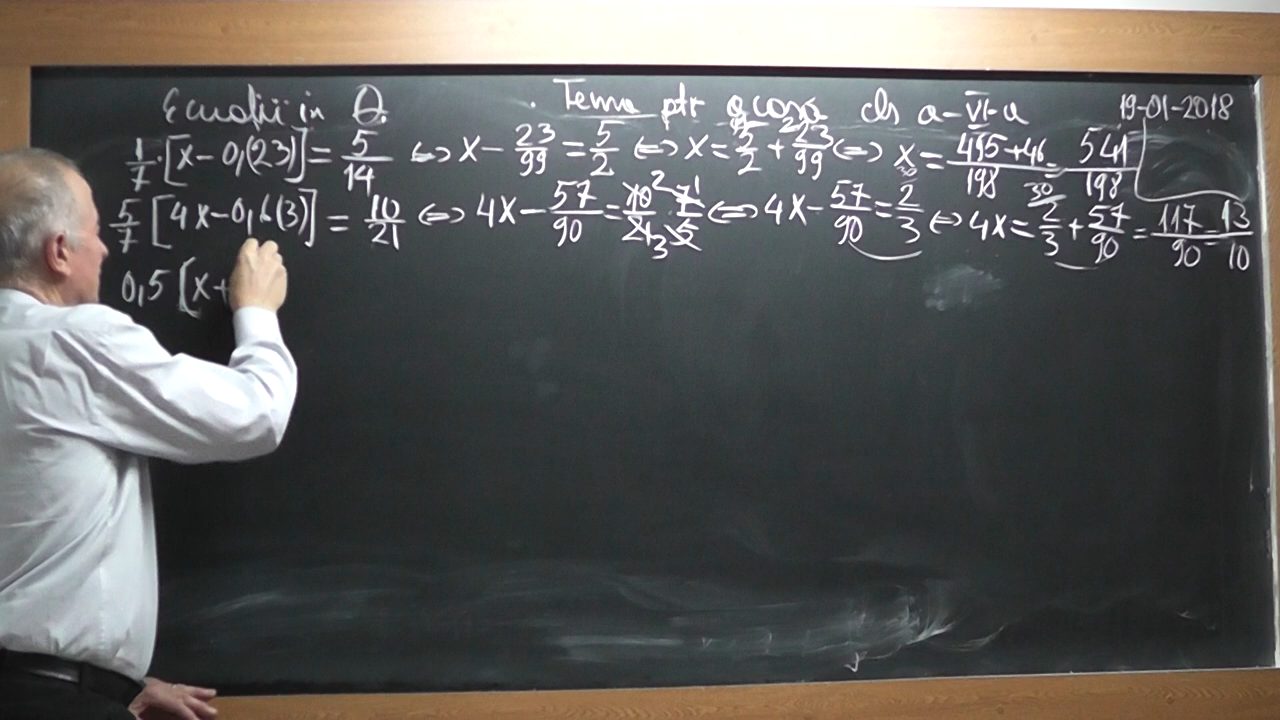 Ecuații in Q. Tema ptr acasa cls a-VI-a 19-01-2018
1/7·[x-0,(23)]=5/14 ⇔ x-23/99=5/2 ⇔ x=5/2+23/99 ⇔ x=495+46/198=541/198
5/7[4x-0,6(3)]=10/21 ⇔ 4x-57/90=10/21·7/5 ⇔ 4x-57/90=2/3 ⇔ 4x=2/3+57/90=117/90=13/10
0,5[x+